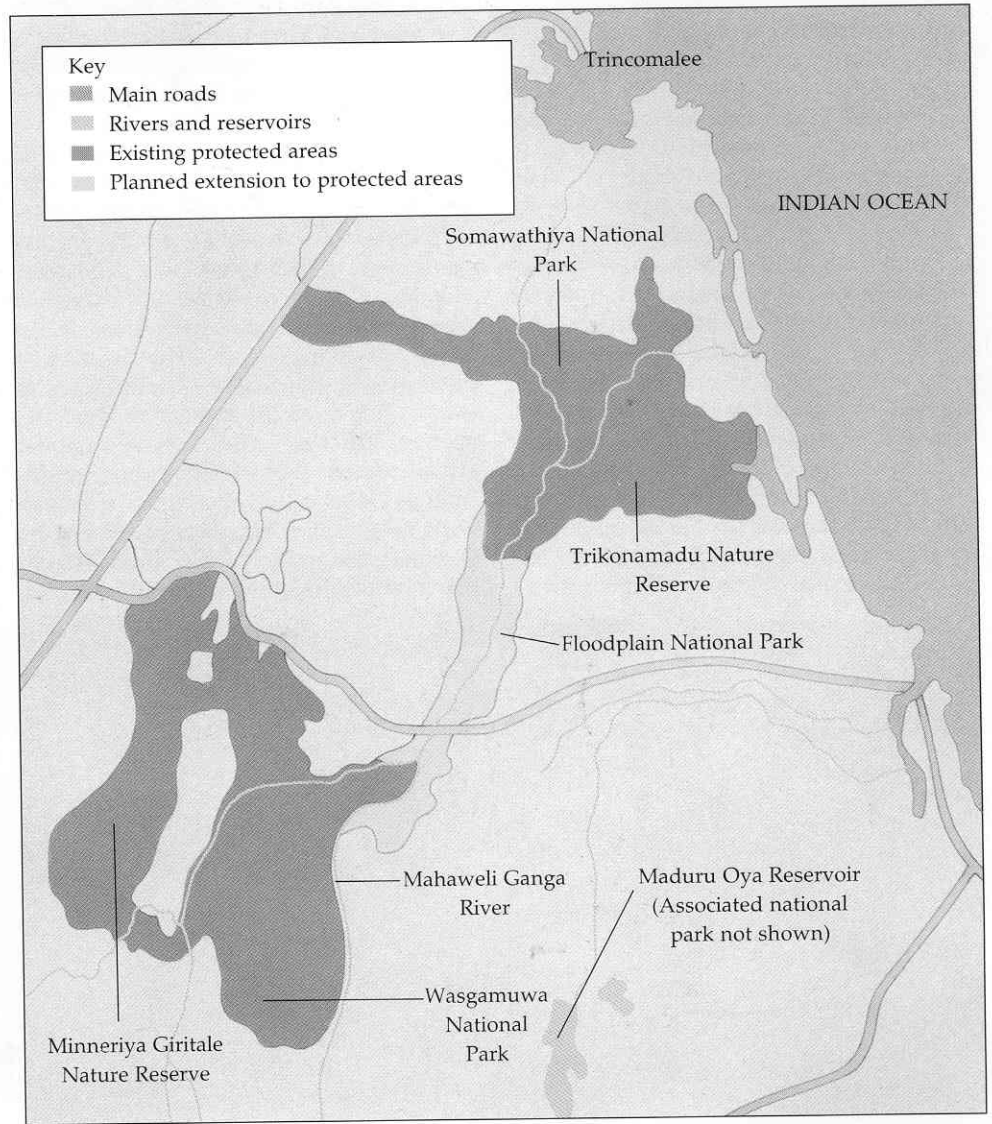 Key
Main roads
Rivers and reservoirs
Existing protected areas
Planned extension to protected areas
Trincomalee
INDIAN OCEAN
Somawathiya National
Park
Trikonamadu Nature
Reserve
Floodplain National Park
Mahaweli Ganga
River
Maduru Oya Reservoir
(Associated national
park not shown)
Wasgamuwa
National
Park
Minneriya Giritale
Nature Reserve